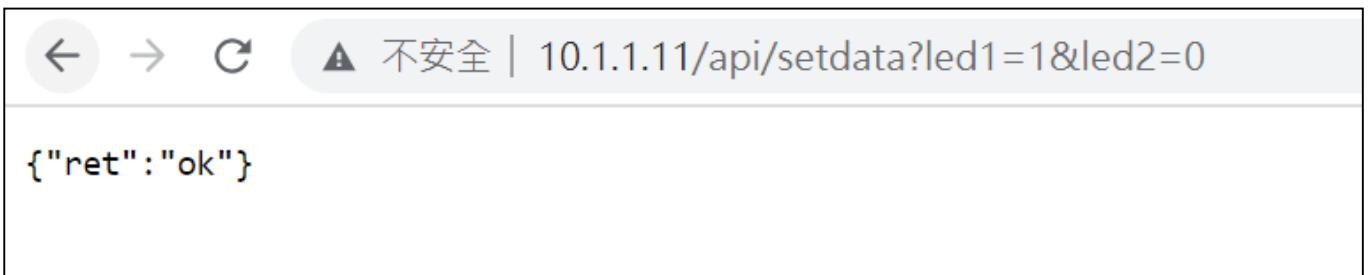 不安全 | 10.1.1.11/api/setdata?led1=1&led2=0
{"ret":"ok"}